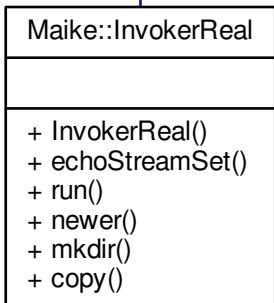 Maike::InvokerReal
+ InvokerReal()
+ echoStreamSet()
+ run()
+ newer()
+ mkdir()
+ copy()